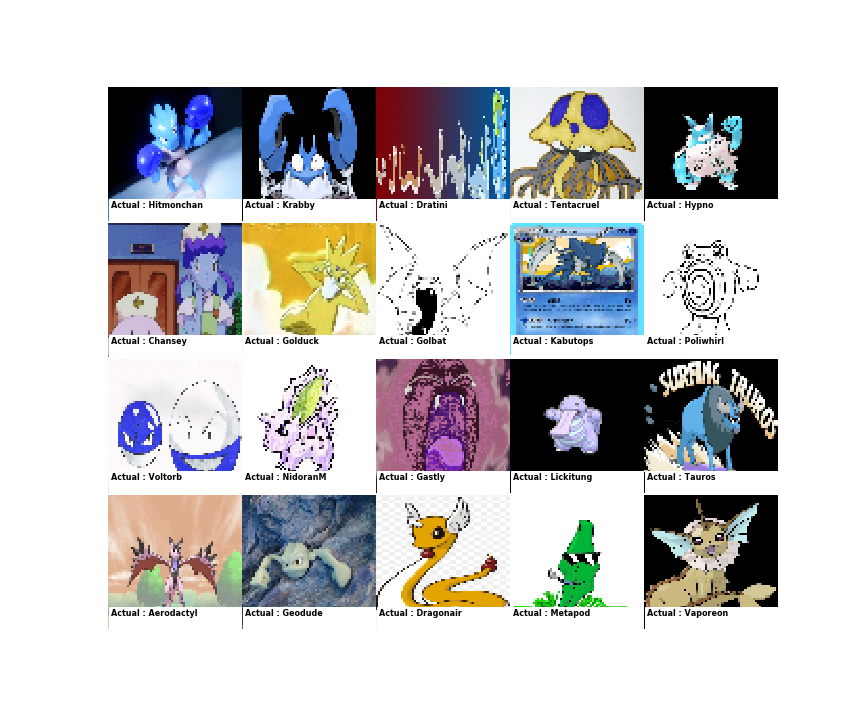 Actual : Hitmonchan
Actual : Krabby
Actual : Dratini
Actual : Tentacruel
Actual : Hypno
Actual : Chansey
Actual : Golduck
Actual : Golbat
Actual : Kabutops
Actual : Poliwhirl
Actual : Voltorb
Actual : NidoranM
Actual : Gastly
Actual : Lickitung
SURFING TAUROS
Actual : Tauros
Actual : Aerodactyl
Actual : Geodude
Actual : Dragonair
Actual : Metapod
Actual : Vaporeon